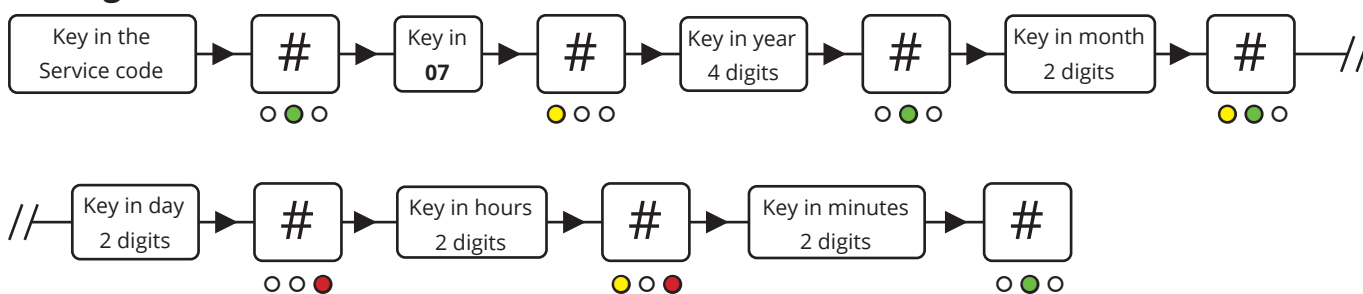 Key in the
Service code
#
Key in
07
#
Key in year
4 digits
#
Key in month
2 digits
#
Key in day
2 digits
#
Key in hours
2 digits
#
Key in minutes
2 digits
#